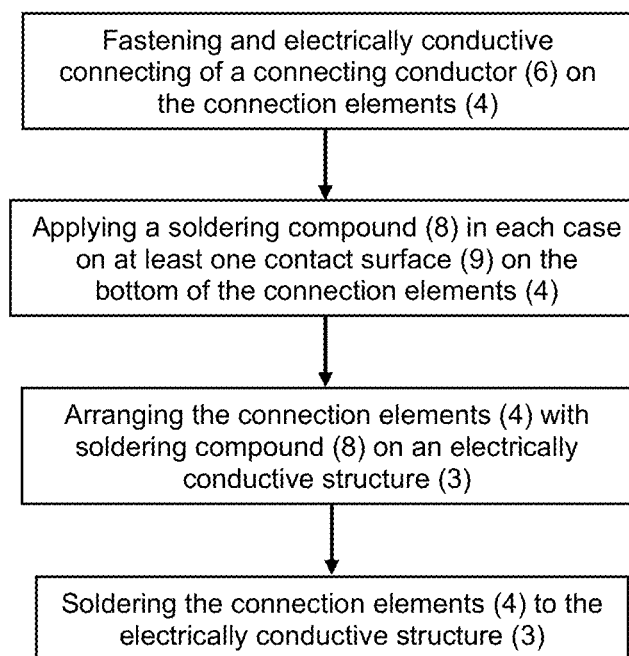 Fastening and electrically conductive
connecting of a connecting conductor (6) on
the connection elements (4)
Applying a soldering compound (8) in each case
on at least one contact surface (9) on the
bottom of the connection elements (4)
Arranging the connection elements (4) with
soldering compound (8) on an electrically
conductive structure (3)
Soldering the connection elements (4) to the
electrically conductive structure (3)